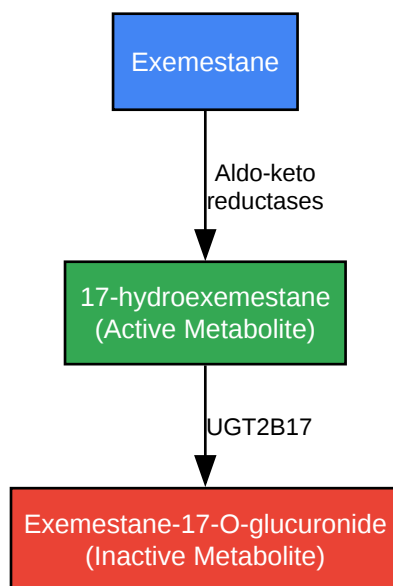 Exemestane
Aldo-keto
reductases
17-hydroexemestane
(Active Metabolite)
UGT2B17
Exemestane-17-O-glucuronide
(Inactive Metabolite)